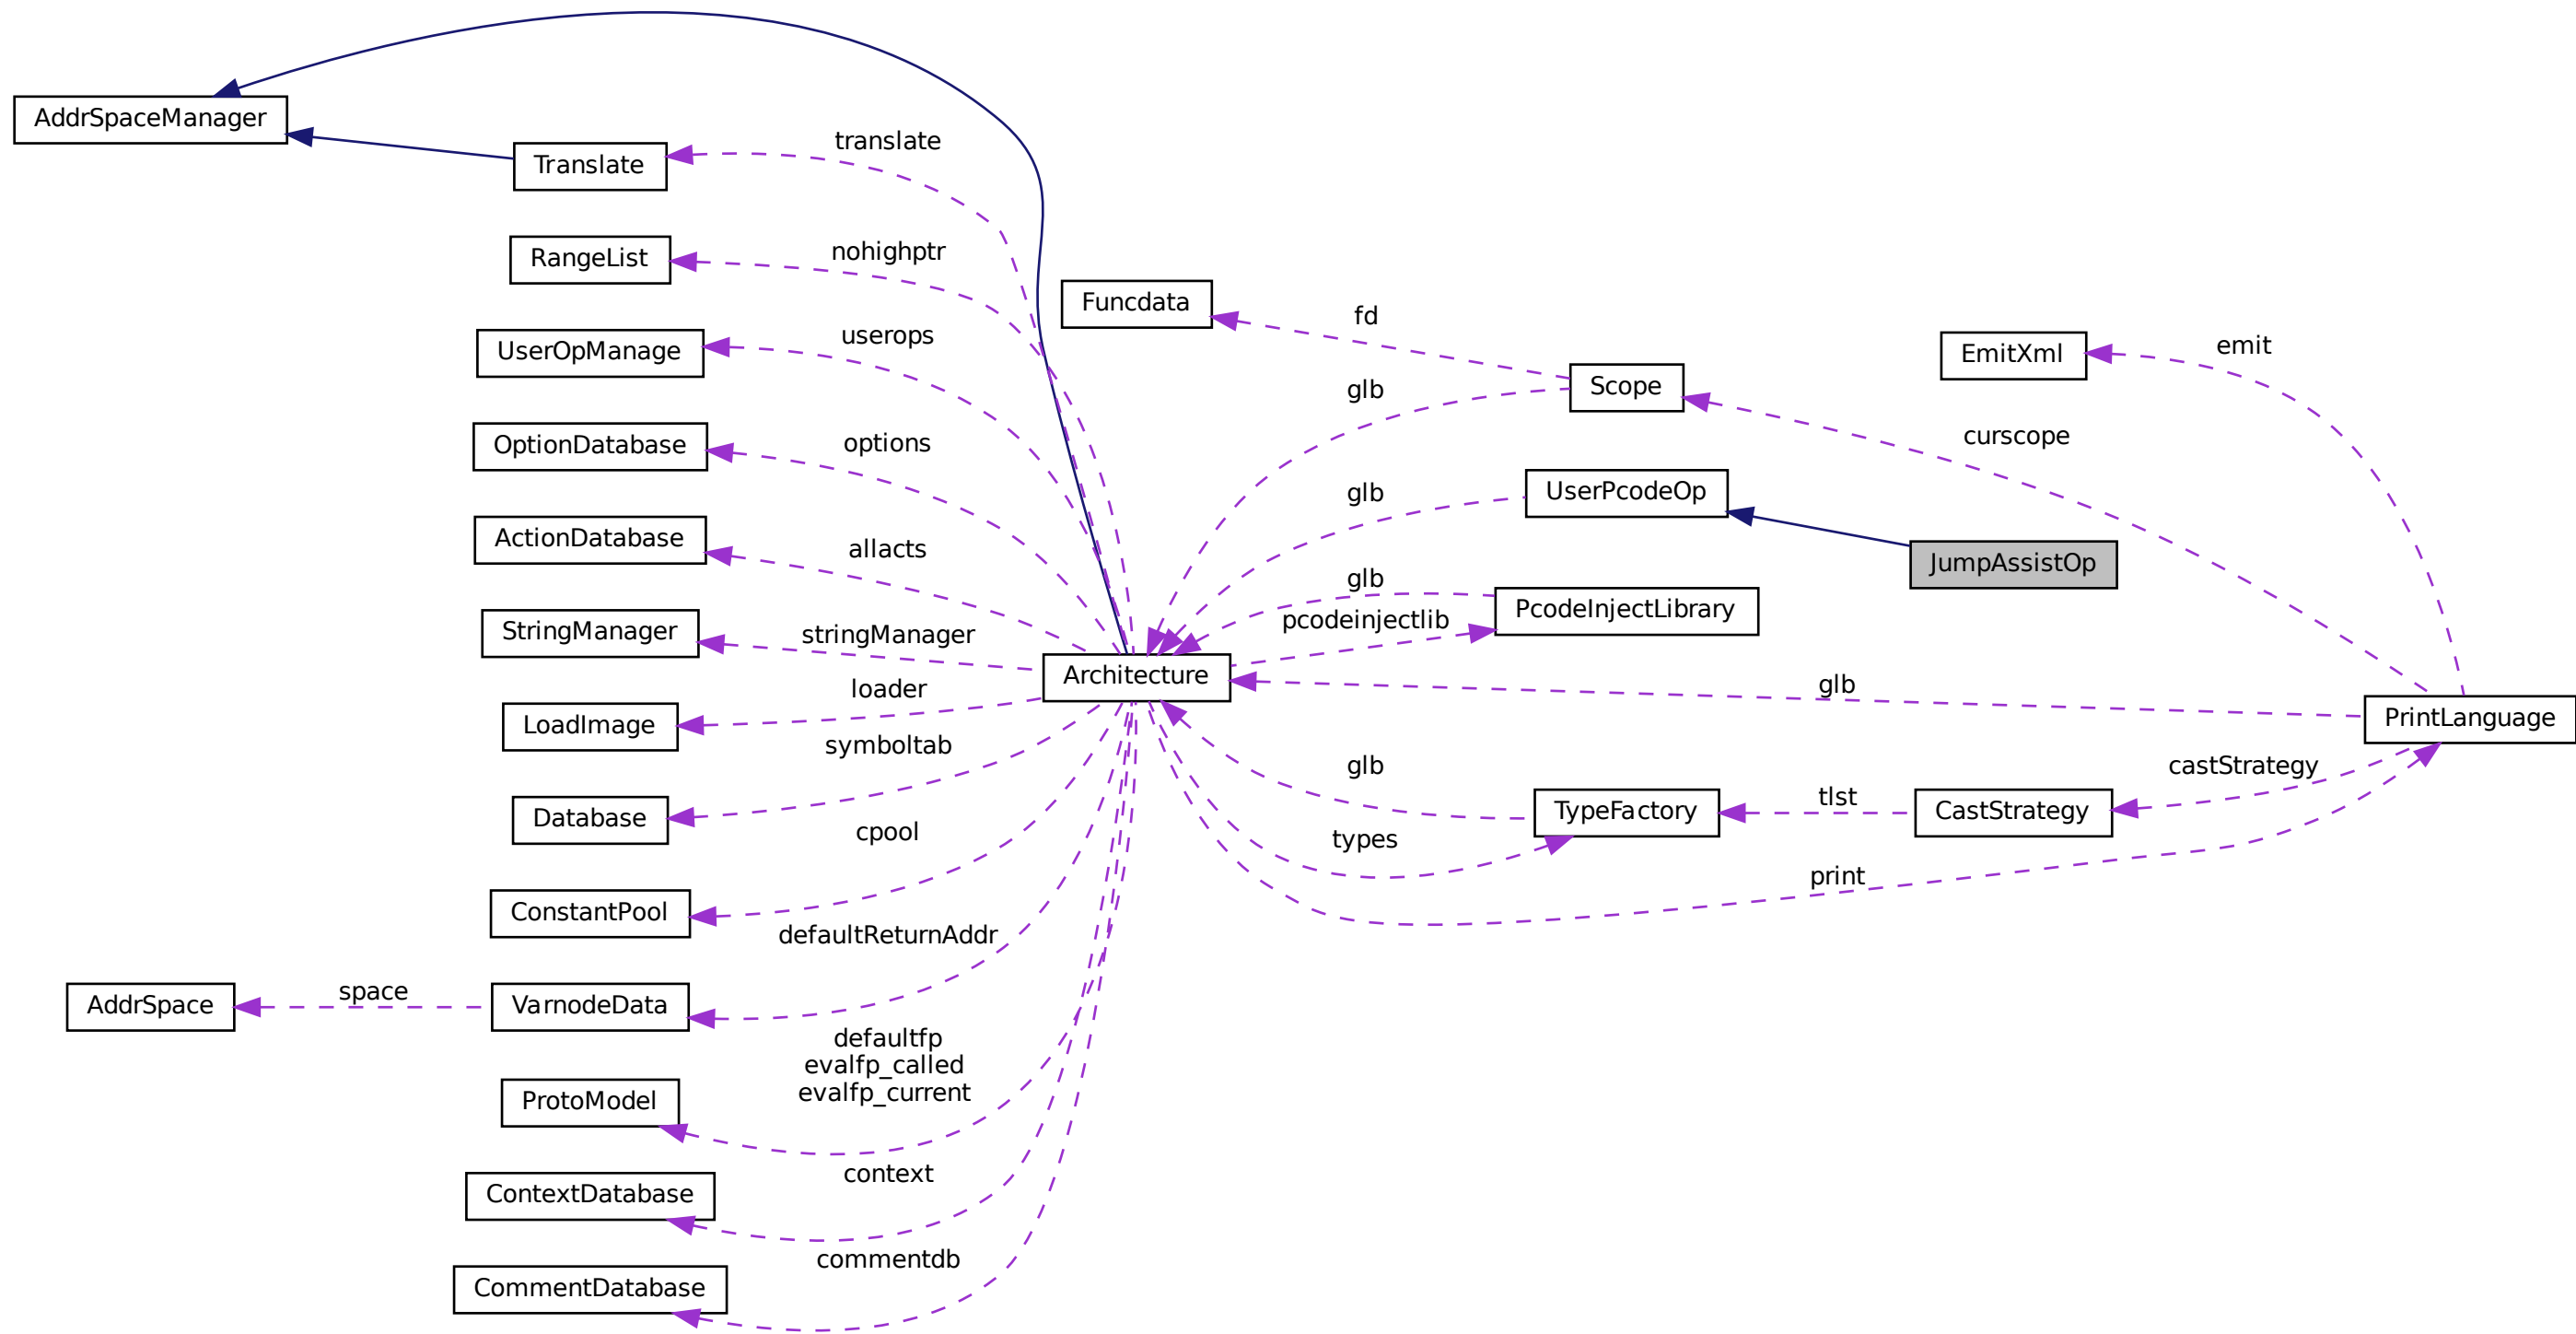 AddrSpaceManager
translate
Translate
nohighptr
RangeList
Funcdata
fd
userops
UserOpManage
emit
EmitXml
glb
Scope
curscope
options
OptionDatabase
glb
UserPcodeOp
allacts
ActionDatabase
JumpAssistOp
glb
PcodeInjectLibrary
pcodeinjectlib
stringManager
StringManager
Architecture
loader
LoadImage
glb
PrintLanguage
symboltab
glb
castStrategy
tlst
Database
TypeFactory
CastStrategy
cpool
types
print
ConstantPool
defaultReturnAddr
space
AddrSpace
VarnodeData
defaultfp
evalfp_called
evalfp_current
ProtoModel
context
ContextDatabase
commentdb
CommentDatabase